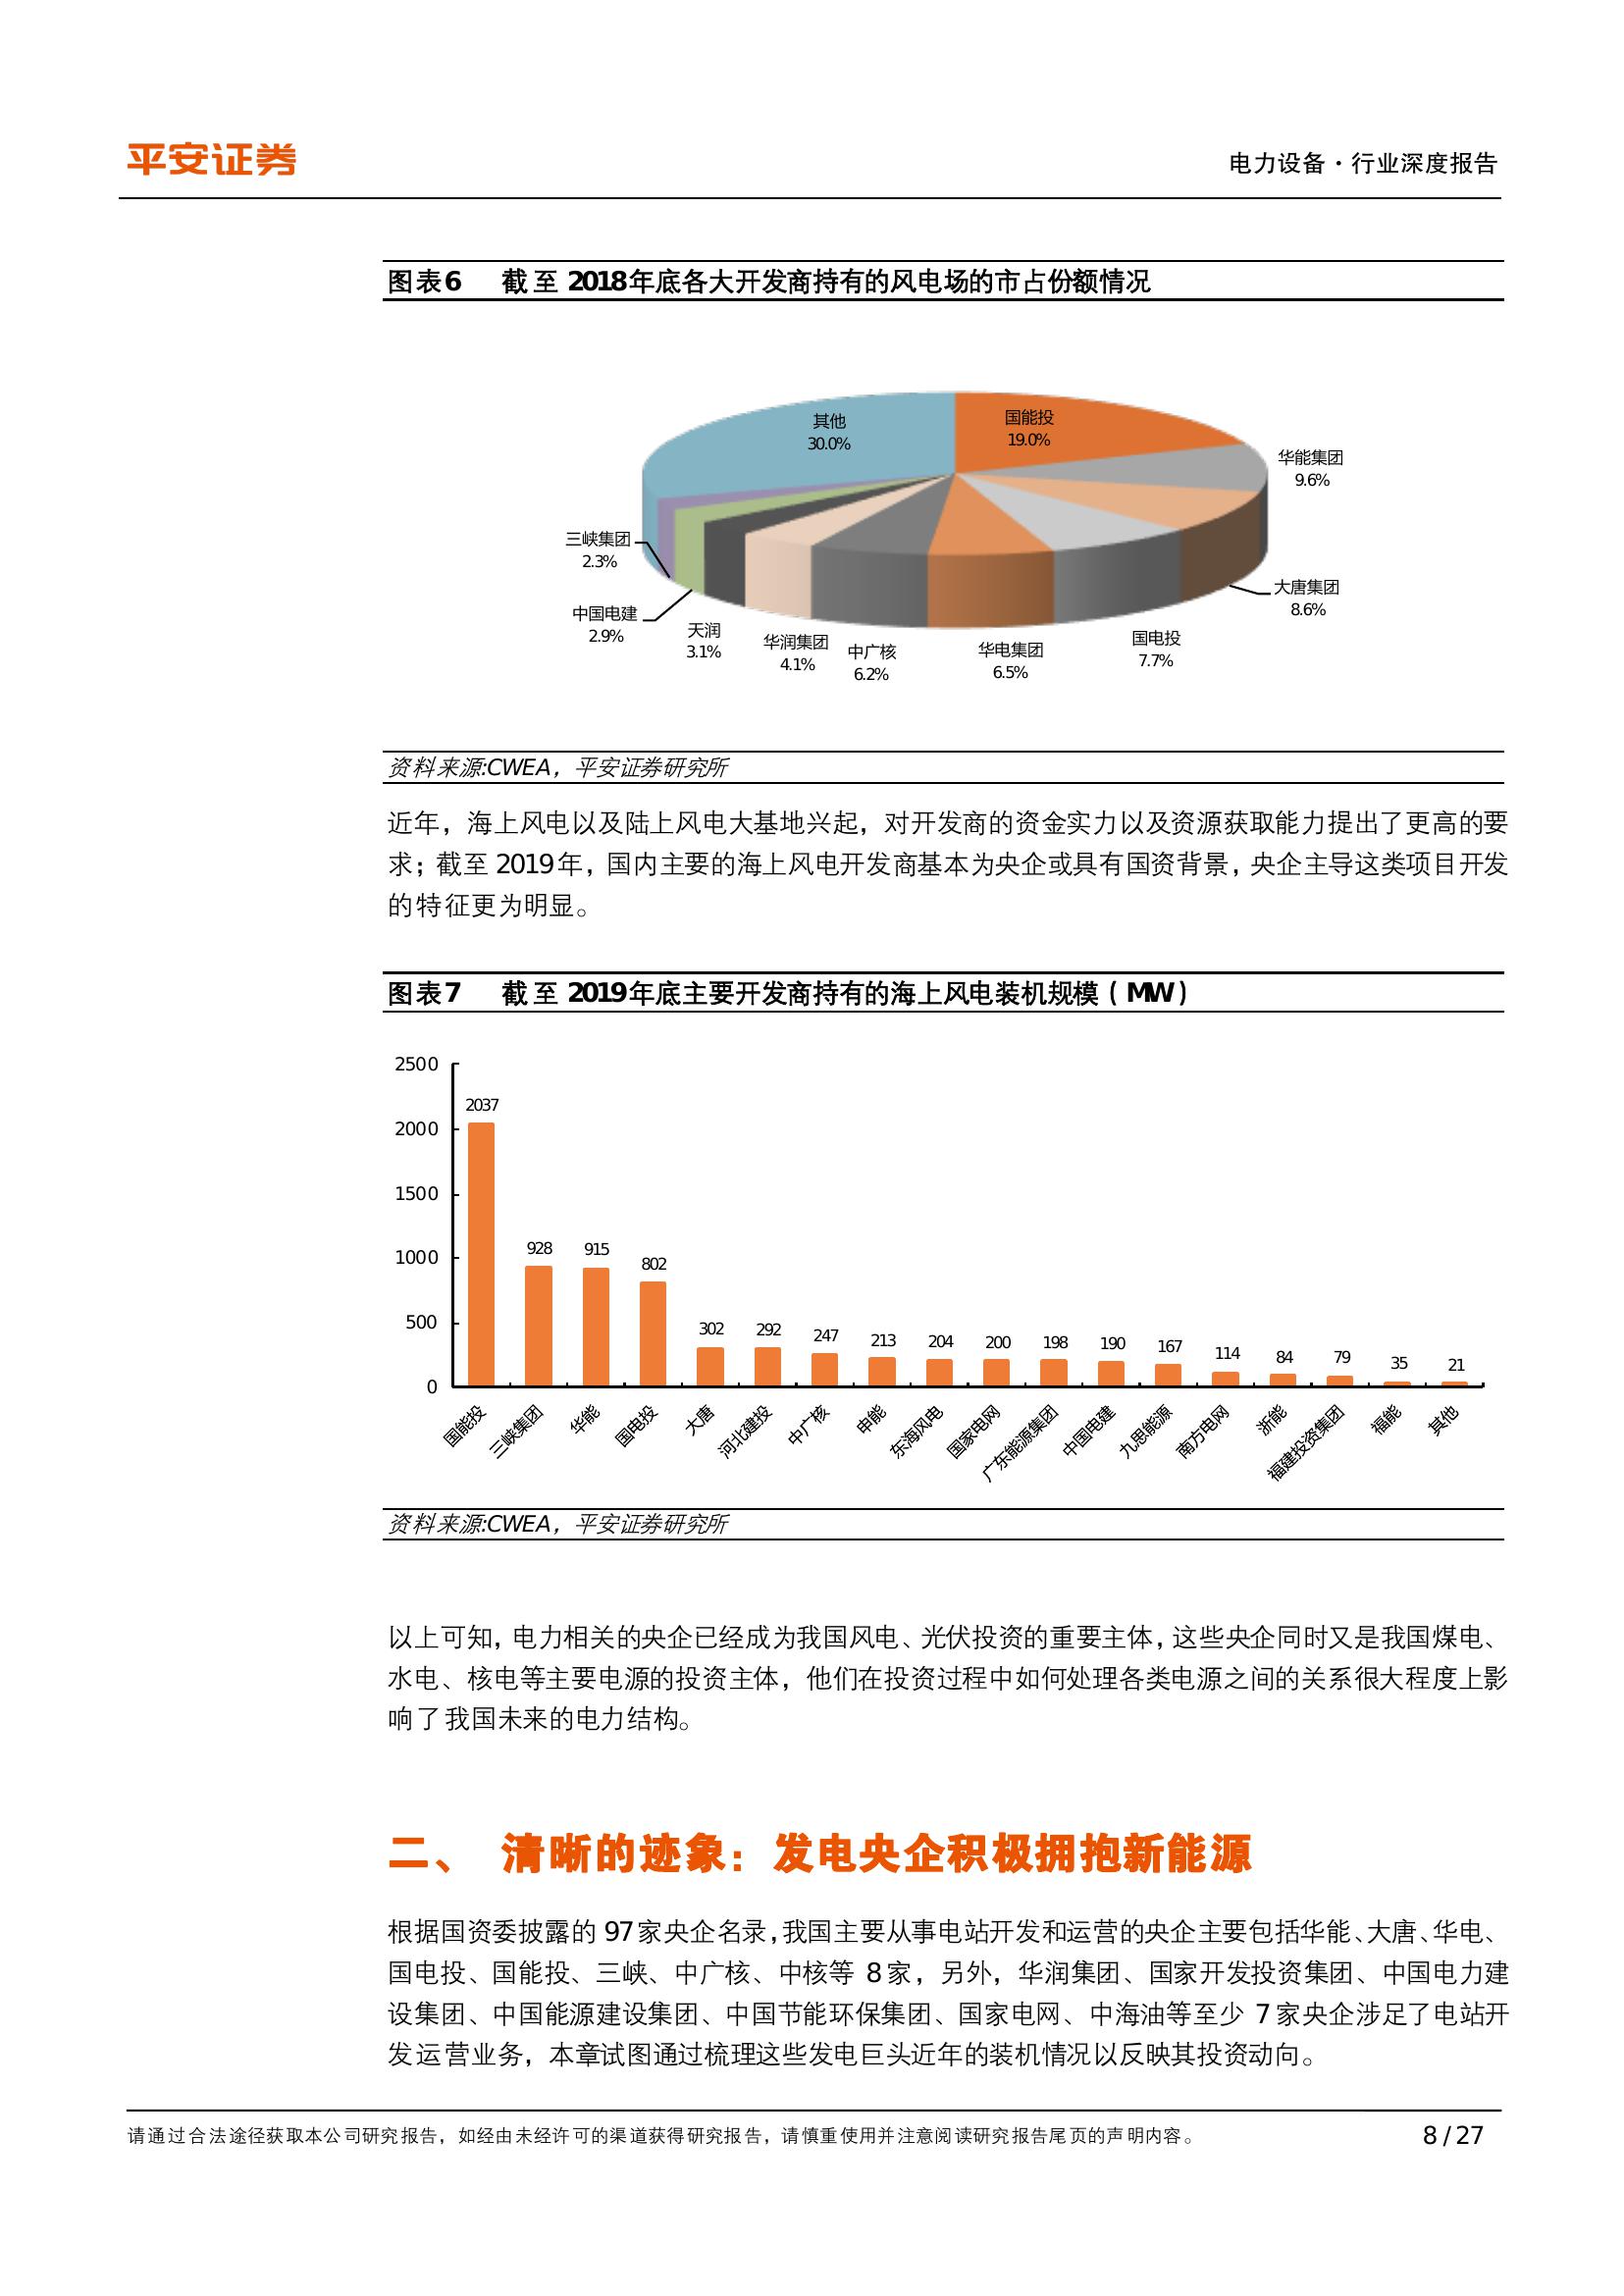 平安证券
电力设备·行业深度报告
图表6 截至2018年底各大开发商持有的风电场的市占份额情况
其他
30.0%
国能投
19.0%
华能集团
9.6%
大唐集团
8.6%
国电投
7.7%
华电集团
6.5%
中广核
6.2%
华润集团
4.1%
天润
3.1%
中国电建
2.9%
三峡集团
2.3%
资料来源:CWEA，平安证券研究所
近年，海上风电以及陆上风电大基地兴起，对开发商的资金实力以及资源获取能力提出了更高的要
求；截至2019年，国内主要的海上风电开发商基本为央企或具有国资背景，央企主导这类项目开发
的特征更为明显。
图表7 截至2019年底主要开发商持有的海上风电装机规模（MW）
2500
2000
1500
1000
500
0
2037
928
915
802
302
292
247
213
204
200
198
190
167
114
84
79
35
21
国能投
三峡集团
华能
国电投
大唐
河北建投
中广核
申能
东海风电
国家电网
广东能源集团
中国电建
九思能源
南方电网
浙能
福建投资集团
福能
其他
资料来源:CWEA，平安证券研究所
以上可知，电力相关的央企已经成为我国风电、光伏投资的重要主体，这些央企同时又是我国煤电、
水电、核电等主要电源的投资主体，他们在投资过程中如何处理各类电源之间的关系很大程度上影
响了我国未来的电力结构。
二、 清晰的迹象：发电央企积极拥抱新能源
根据国资委披露的97家央企名录，我国主要从事电站开发和运营的央企主要包括华能、大唐、华电、
国电投、国能投、三峡、中广核、中核等8家，另外，华润集团、国家开发投资集团、中国电力建
设集团、中国能源建设集团、中国节能环保集团、国家电网、中海油等至少7家央企涉足了电站开
发运营业务，本章试图通过梳理这些发电巨头近年的装机情况以反映其投资动向。
请通过合法途径获取本公司研究报告，如经由未经许可的渠道获得研究报告，请慎重使用并注意阅读研究报告尾页的声明内容。
8/27